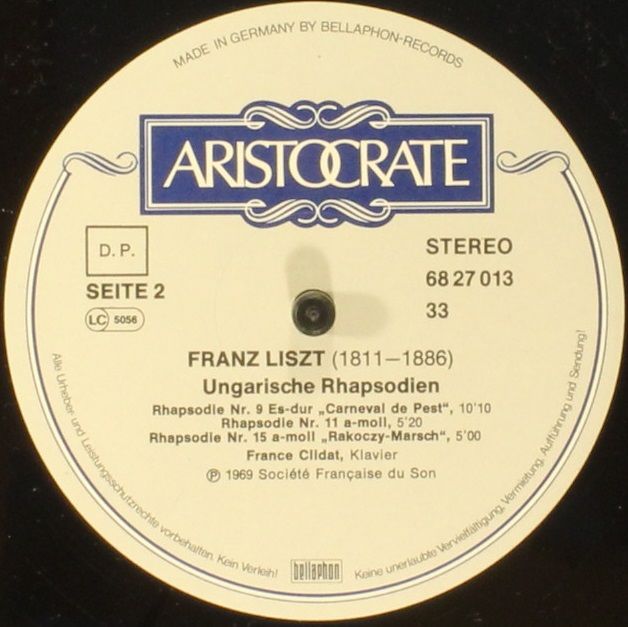 MADE IN GERMANY BY BELLAPHON-RECORDS
ARISTOCRATE
D. P.
SEITE 2
LC 5056
STEREO
68 27 013
33
FRANZ LISZT (1811–1886)
Ungarische Rhapsodien
Rhapsodie Nr. 9 Es-dur „Carneval de Pest“, 10'10
Rhapsodie Nr. 11 a-moll, 5'20
Rhapsodie Nr. 15 a-moll „Rakoczy-Marsch“, 5'00
France Clidat, Klavier
℗ 1969 Société Française du Son
Alle Urheber- und Leistungsschutzrechte vorbehalten. Kein Verleih!
bellaphon
Keine unerlaubte Vervielfältigung, Vermietung, Aufführung und Sendung!